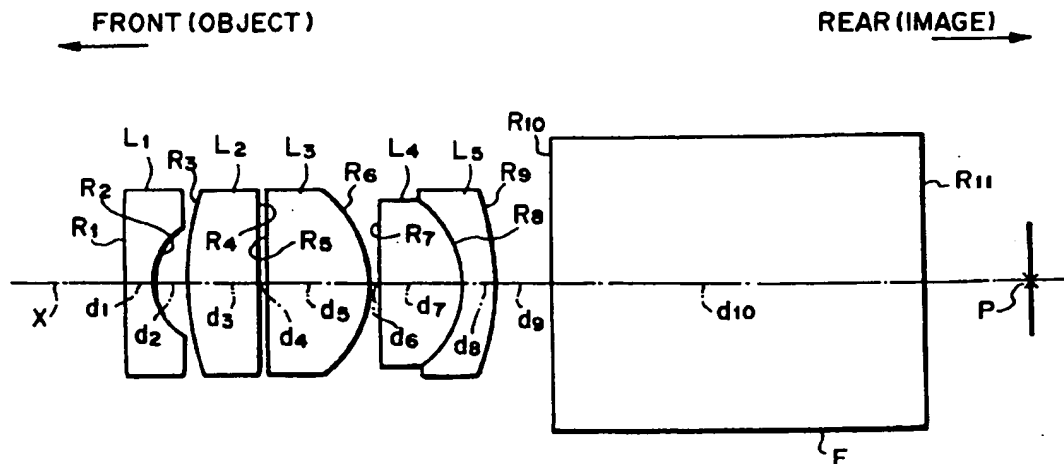 FRONT (OBJECT) REAR (IMAGE)
L1 L2 L3 L4 L5
R1 R2 R3 R4 R5 R6 R7 R8 R9 R10 R11
X d1 d2 d3 d4 d5 d6 d7 d8 d9 d10 P
F